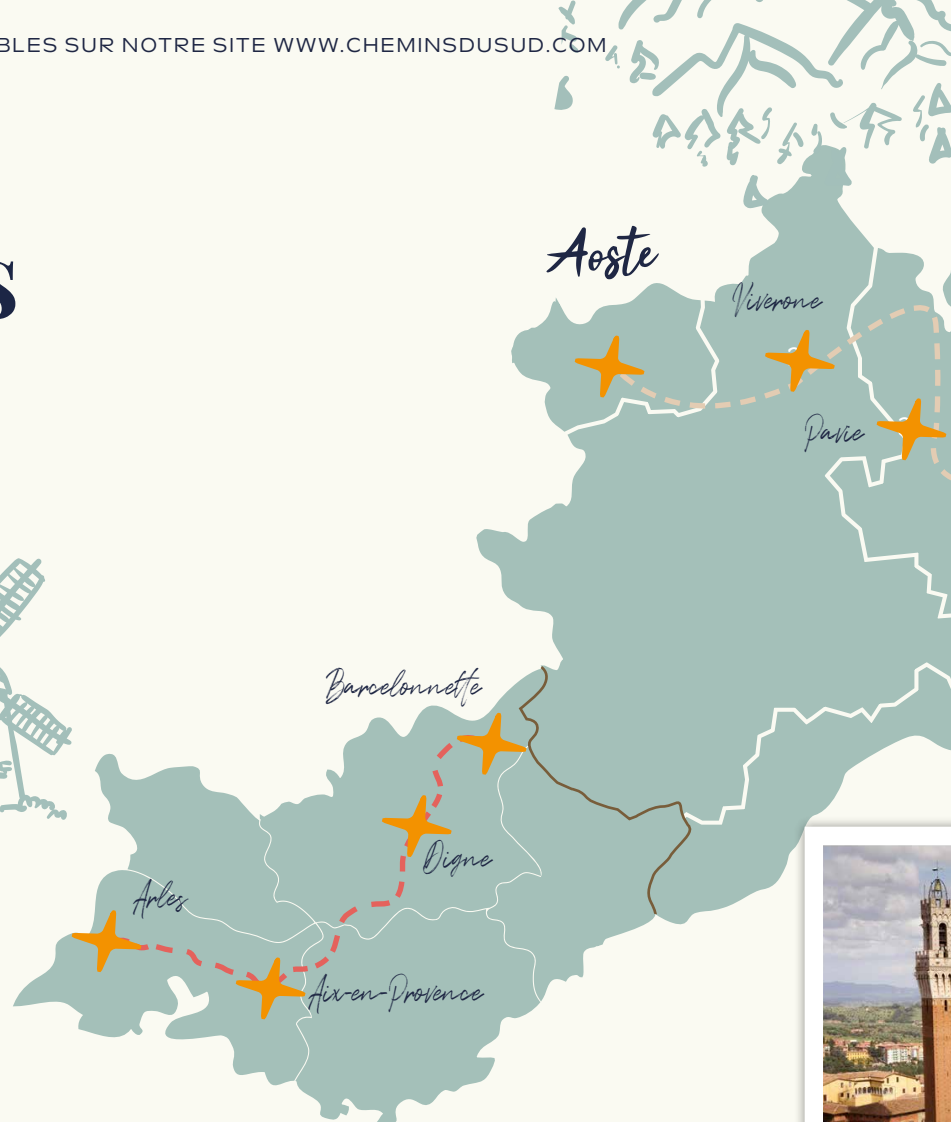 BLES SUR NOTRE SITE WWW.CHEMINSDUSUD.COM
s
Aoste
Viverone
Pavie
Barcelonnette
Digne
Arles
Aix-en-Provence